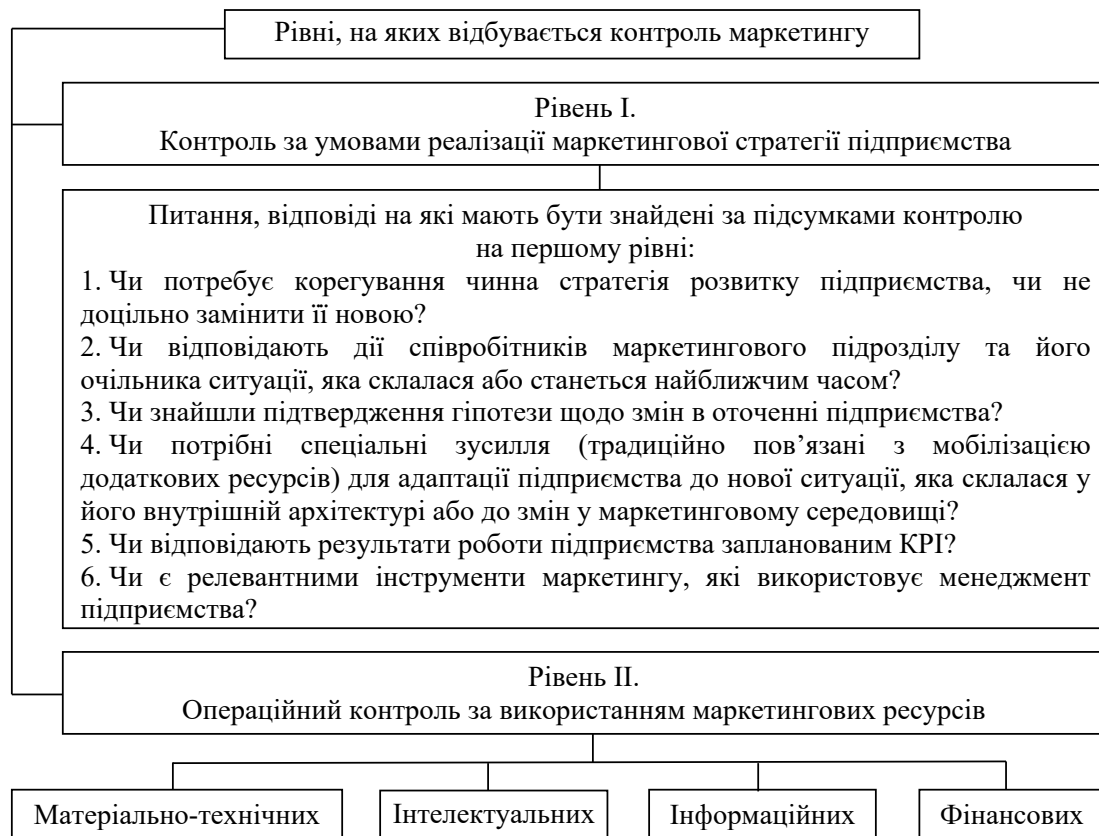 Рівні, на яких відбувається контроль маркетингу
Рівень І.
Контроль за умовами реалізації маркетингової стратегії підприємства
Питання, відповіді на які мають бути знайдені за підсумками контролю
на першому рівні:
1. Чи потребує корегування чинна стратегія розвитку підприємства, чи не
доцільно замінити її новою?
2. Чи відповідають дії співробітників маркетингового підрозділу та його
очільника ситуації, яка склалася або станеться найближчим часом?
3. Чи знайшли підтвердження гіпотези щодо змін в оточенні підприємства?
4. Чи потрібні спеціальні зусилля (традиційно пов’язані з мобілізацією
додаткових ресурсів) для адаптації підприємства до нової ситуації, яка склалася у
його внутрішній архітектурі або до змін у маркетинговому середовищі?
5. Чи відповідають результати роботи підприємства запланованим КРІ?
6. Чи є релевантними інструменти маркетингу, які використовує менеджмент
підприємства?
Рівень ІІ.
Операційний контроль за використанням маркетингових ресурсів
Матеріально-технічних Інтелектуальних Інформаційних Фінансових